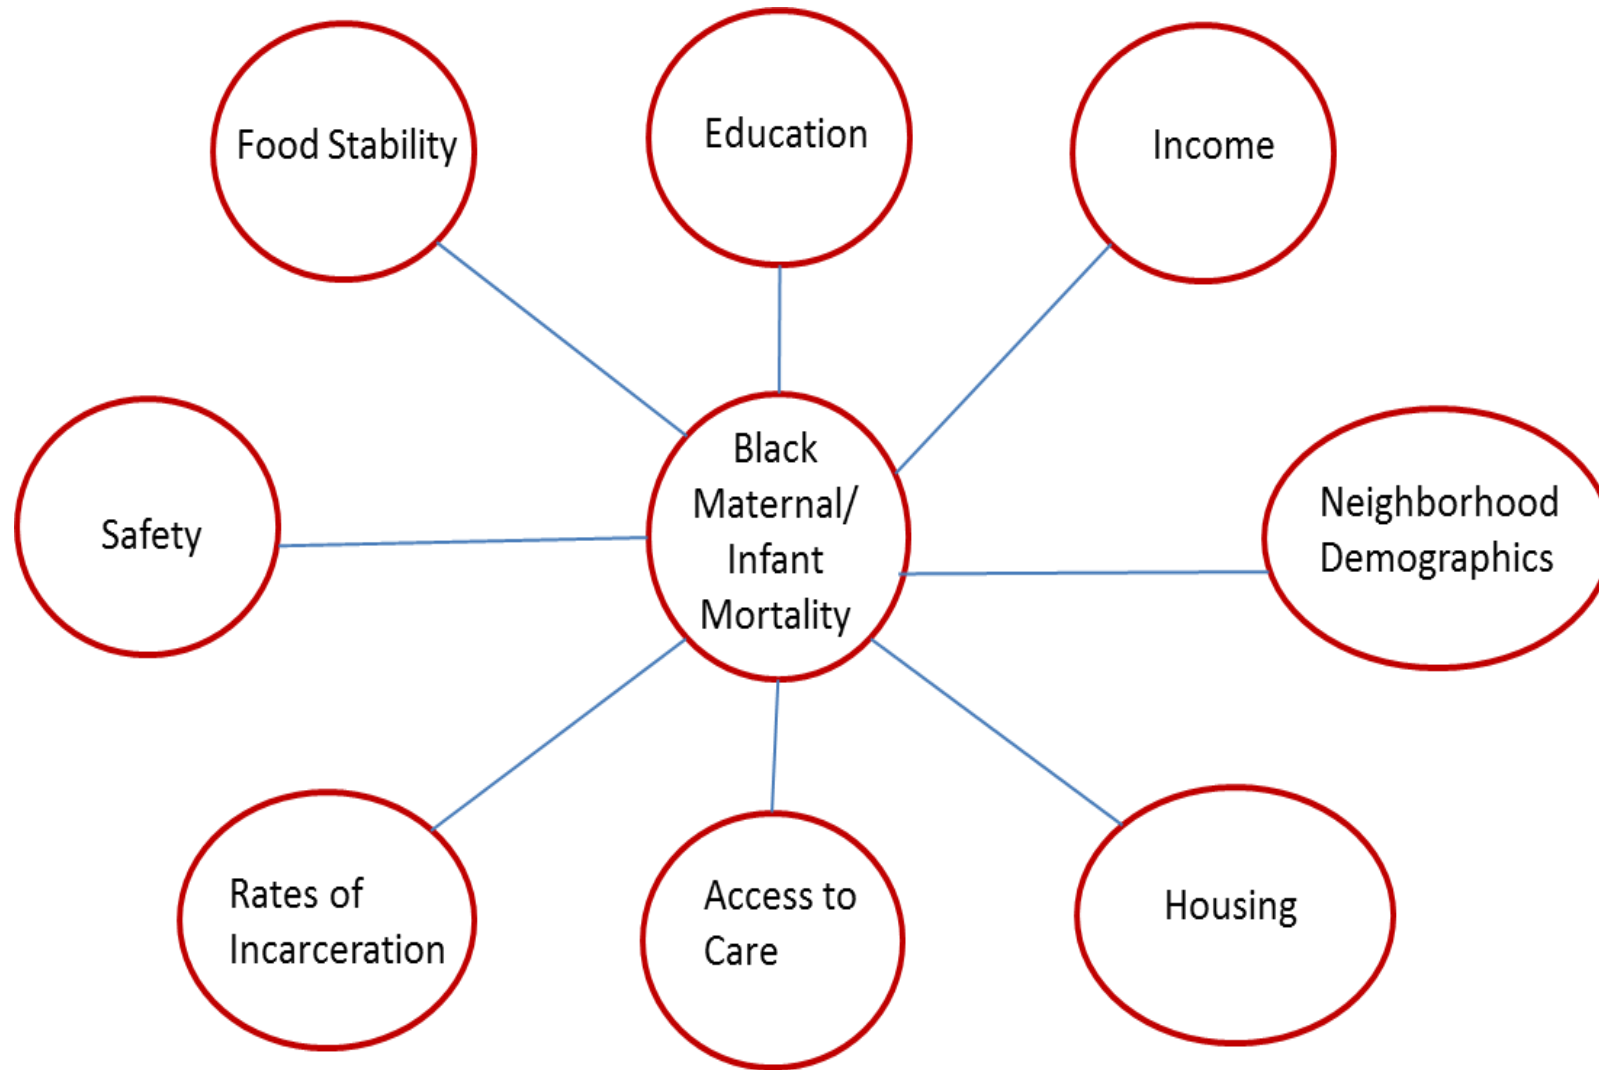 Food Stability
Education
Income
Safety
Black
Maternal/
Infant
Mortality
Neighborhood
Demographics
Rates of
Incarceration
Access to
Care
Housing